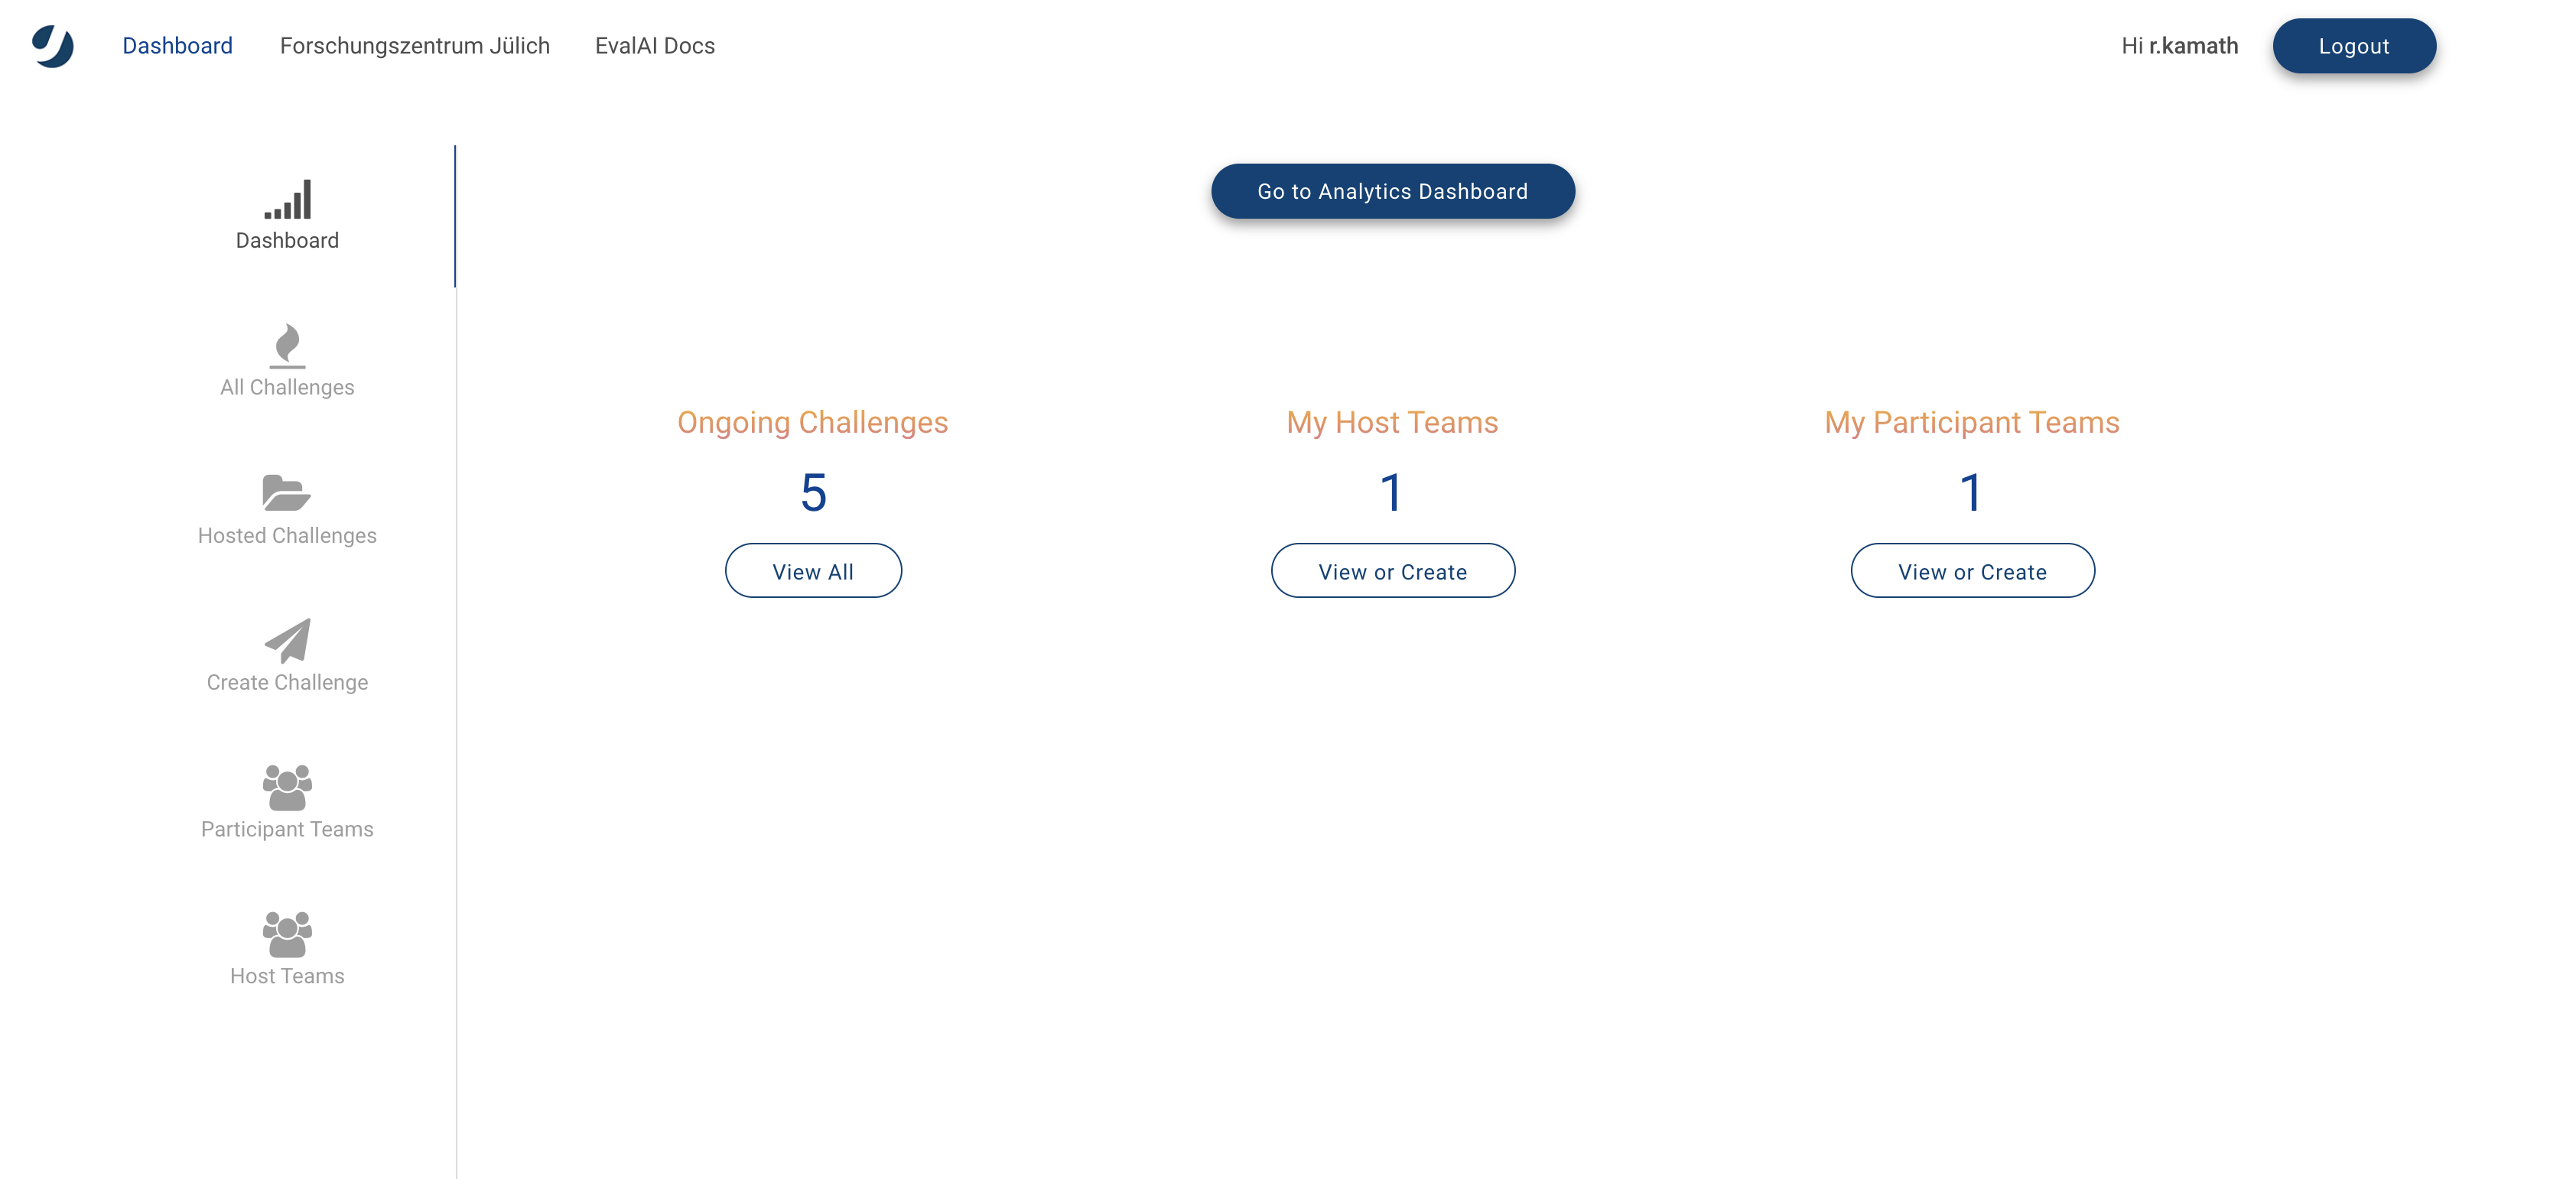 Dashboard Forschungszentrum Jülich EvalAI Docs Hi r.kamath Logout
Dashboard
All Challenges
Hosted Challenges
Create Challenge
Participant Teams
Host Teams
Go to Analytics Dashboard
Ongoing Challenges
5
View All
My Host Teams
1
View or Create
My Participant Teams
1
View or Create